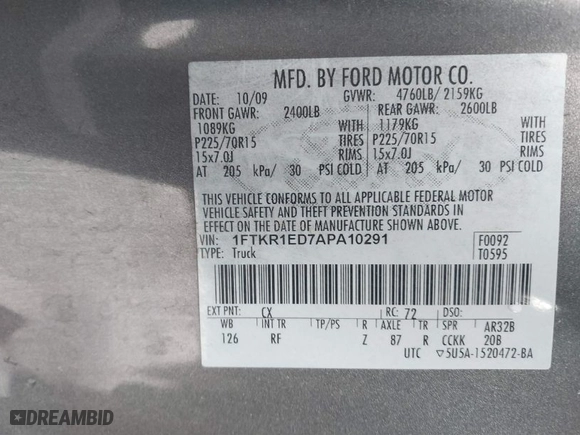 MFD. BY FORD MOTOR CO.
DATE: 10/09 GVWR: 4760LB/ 2159KG
FRONT GAWR: 2400LB REAR GAWR: 2600LB
1089KG WITH 1179KG WITH
P225/70R15 TIRES P225/70R15 TIRES
15x7.0J RIMS 15x7.0J RIMS
AT 205 kPa/ 30 PSI COLD AT 205 kPa/ 30 PSI COLD
THIS VEHICLE CONFORMS TO ALL APPLICABLE FEDERAL MOTOR
VEHICLE SAFETY AND THEFT PREVENTION STANDARDS IN
EFFECT ON THE DATE OF MANUFACTURE SHOWN ABOVE.
VIN: 1FTKR1ED7APA10291 F0092
TYPE: Truck T0595
EXT PNT: CX RC: 72 DSO:
WB INT TR TP/PS R AXLE TR SPR AR32B
126 RF Z 87 R CCKK 20B
UTC ▽5U5A-1520472-BA
DREAMBID